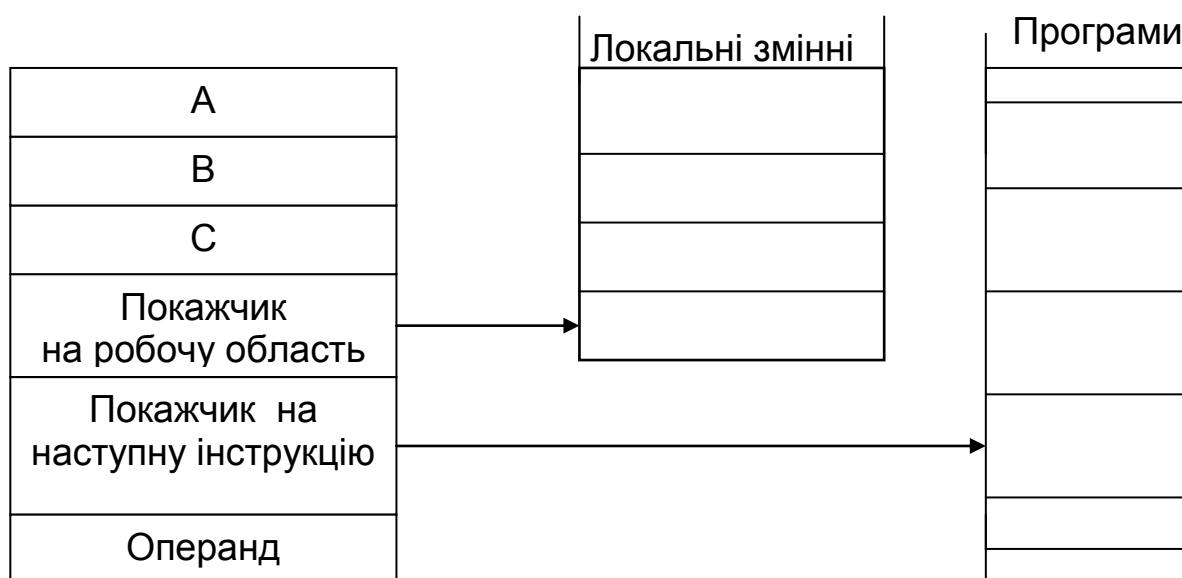 Локальні змінні
Програми
А
В
С
Покажчик
на робочу область
Покажчик на
наступну інструкцію
Операнд